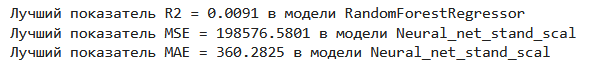 Лучший показатель R2 = 0.0091 в модели RandomForestRegressor
Лучший показатель MSE = 198576.5801 в модели Neural_net_stand_scal
Лучший показатель MAE = 360.2825 в модели Neural_net_stand_scal